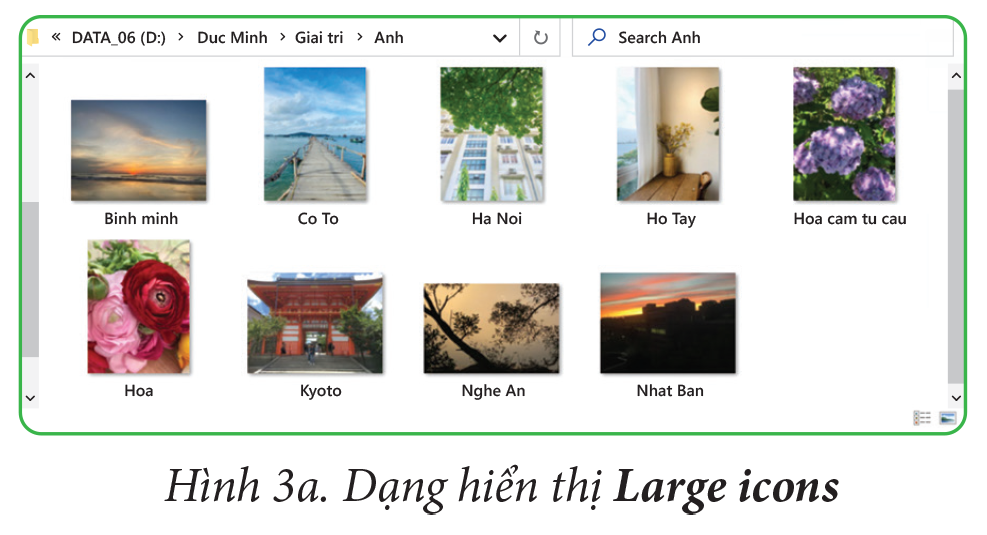 « DATA_06 (D:) > Duc Minh > Giai tri > Anh
Search Anh
Binh minh
Co To
Ha Noi
Ho Tay
Hoa cam tu cau
Hoa
Kyoto
Nghe An
Nhat Ban
Hình 3a. Dạng hiển thị Large icons